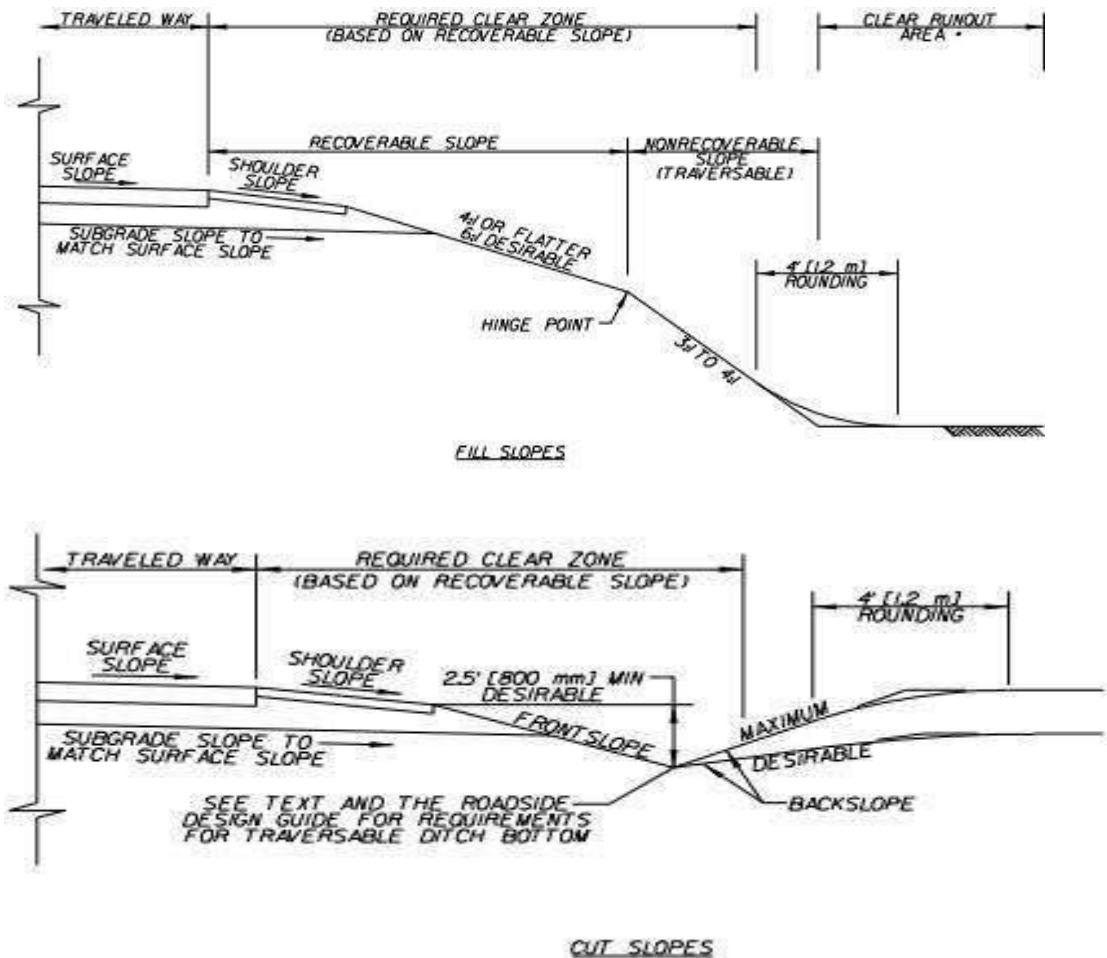 TRAVELED WAY
REQUIRED CLEAR ZONE
(BASED ON RECOVERABLE SLOPE)
CLEAR RUNOUT
AREA •
RECOVERABLE SLOPE
NONRECOVERABLE
SLOPE
(TRAVERSABLE)
SURFACE
SLOPE
SHOULDER
SLOPE
SUBGRADE SLOPE TO
MATCH SURFACE SLOPE
4:1 OR FLATTER
6:1 DESIRABLE
4' [1.2 m]
ROUNDING
HINGE POINT
3:1 TO 4:1
FILL SLOPES
TRAVELED WAY
REQUIRED CLEAR ZONE
(BASED ON RECOVERABLE SLOPE)
4' [1.2 m]
ROUNDING
SURFACE
SLOPE
SHOULDER
SLOPE
2.5' [800 mm] MIN
DESIRABLE
FRONTSLOPE
MAXIMUM
DESIRABLE
SUBGRADE SLOPE TO
MATCH SURFACE SLOPE
BACKSLOPE
SEE TEXT AND THE ROADSIDE
DESIGN GUIDE FOR REQUIREMENTS
FOR TRAVERSABLE DITCH BOTTOM
CUT SLOPES